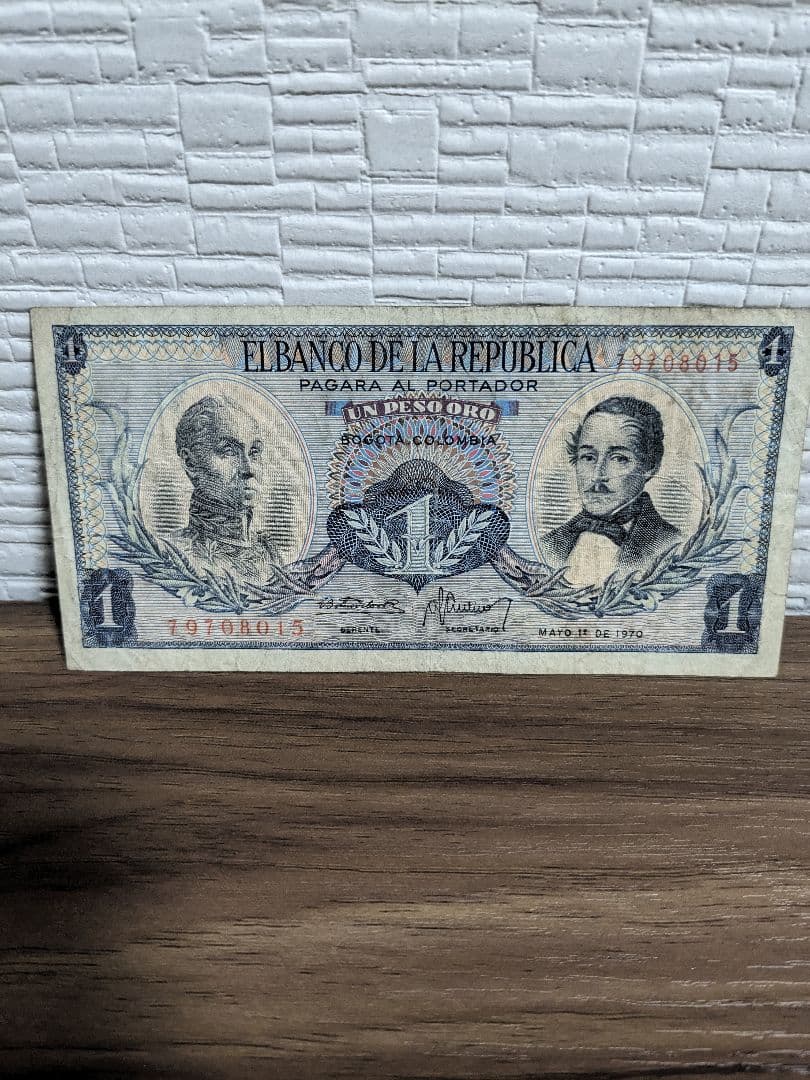 1 EL BANCO DE LA REPUBLICA 79708015 1
PAGARA AL PORTADOR
UN PESO ORO
BOGOTA COLOMBIA
1
1 79708015 GERENTE SECRETARIO MAYO 1º DE 1970 1